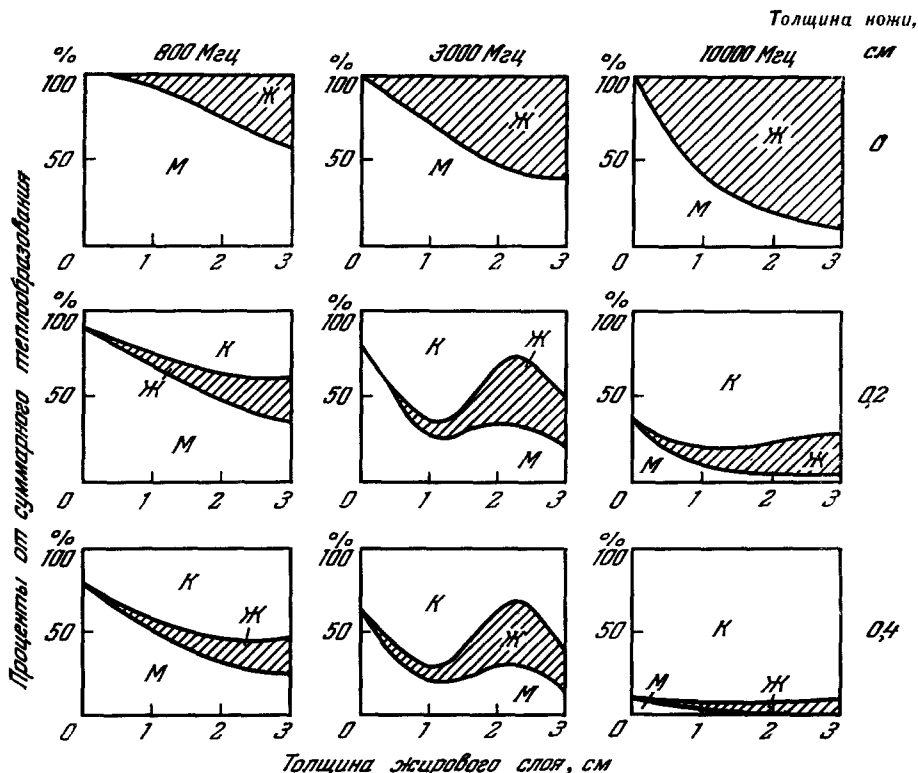 Толщина кожи,
см
800 Мгц 3000 Мгц 10000 Мгц
Проценты от суммарного теплообразования
% % %
100 100 100
Ж Ж Ж
50 50 50 0
М М М
0 1 2 3 0 1 2 3 0 1 2 3
% % %
100 100 100
К К Ж К
50 50 50 0,2
Ж
М М М Ж
0 1 2 3 0 1 2 3 0 1 2 3
% % %
100 100 100
К К К
Ж
50 50 50 0,4
Ж
М М М Ж
0 1 2 3 0 1 2 3 0 1 2 3
Толщина жирового слоя, см